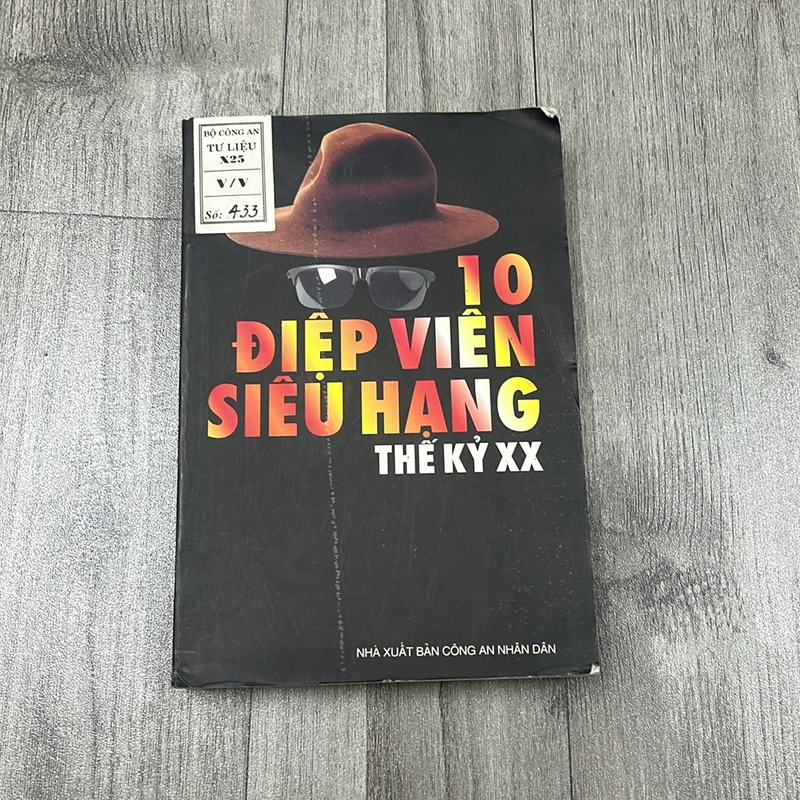 BỘ CÔNG AN
TƯ LIỆU
X25
V/V
Số: 433
10
ĐIỆP VIÊN
SIÊU HẠNG
THẾ KỶ XX
NHÀ XUẤT BẢN CÔNG AN NHÂN DÂN